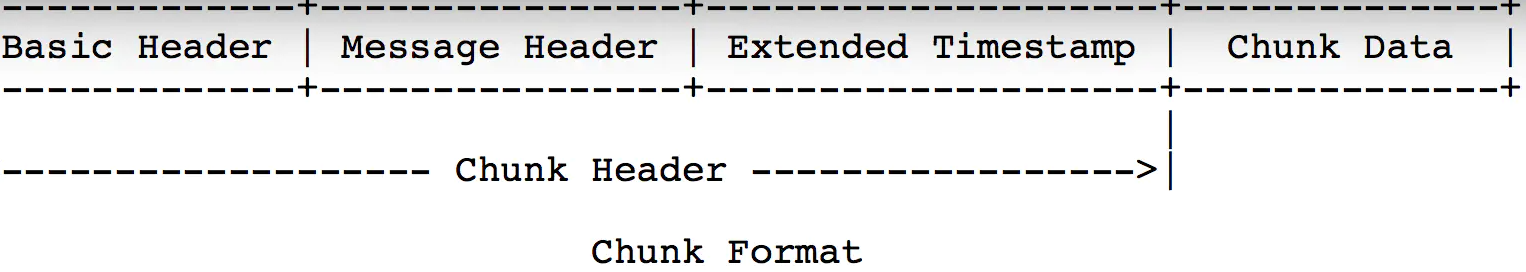 -------------+----------------+--------------------+--------------+
Basic Header | Message Header | Extended Timestamp |  Chunk Data  |
-------------+----------------+--------------------+--------------+
                                                   |
------------------- Chunk Header ----------------->|
Chunk Format